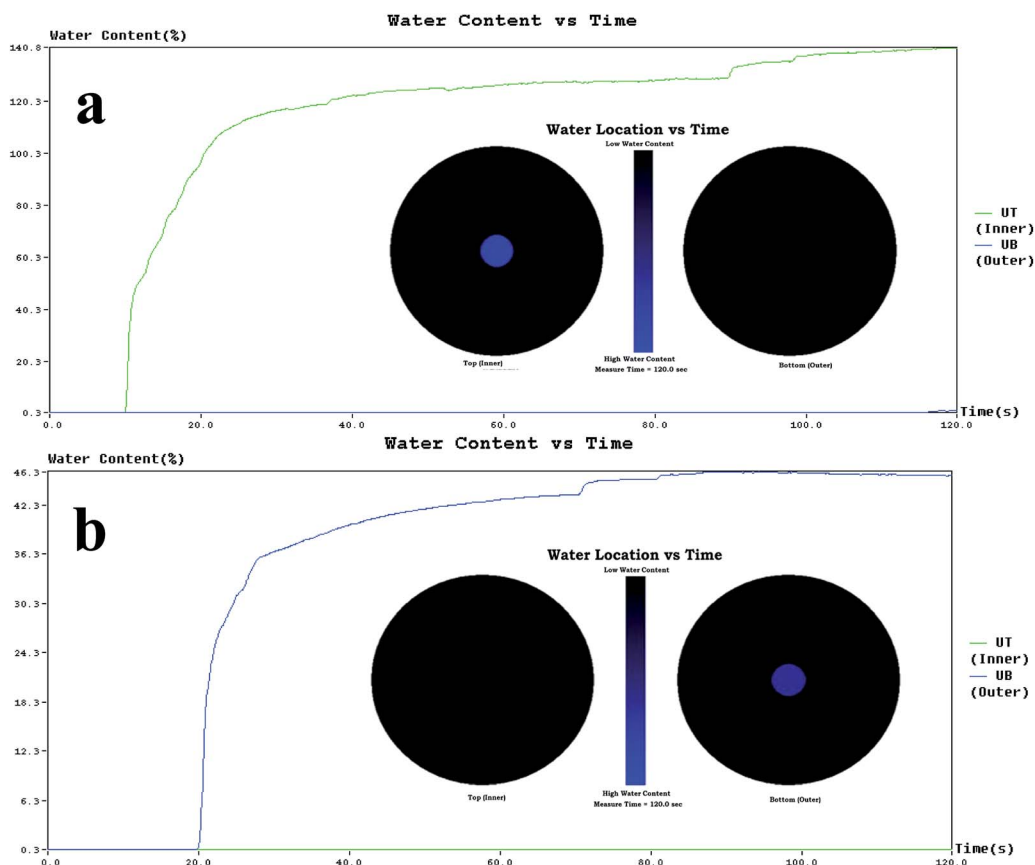 Water Content vs Time
Water Content(%)
a
140.8
120.3
100.3
80.3
60.3
40.3
20.3
0.3
0.0 20.0 40.0 60.0 80.0 100.0 120.0
Time(s)
Water Location vs Time
Low Water Content
High Water Content
Measure Time = 120.0 sec
Top (Inner)
Bottom (Outer)
UT
(Inner)
UB
(Outer)
Water Content vs Time
Water Content(%)
b
46.3
42.3
36.3
30.3
24.3
18.3
12.3
6.3
0.3
0.0 20.0 40.0 60.0 80.0 100.0 120.0
Time(s)
Water Location vs Time
Low Water Content
High Water Content
Measure Time = 120.0 sec
Top (Inner)
Bottom (Outer)
UT
(Inner)
UB
(Outer)